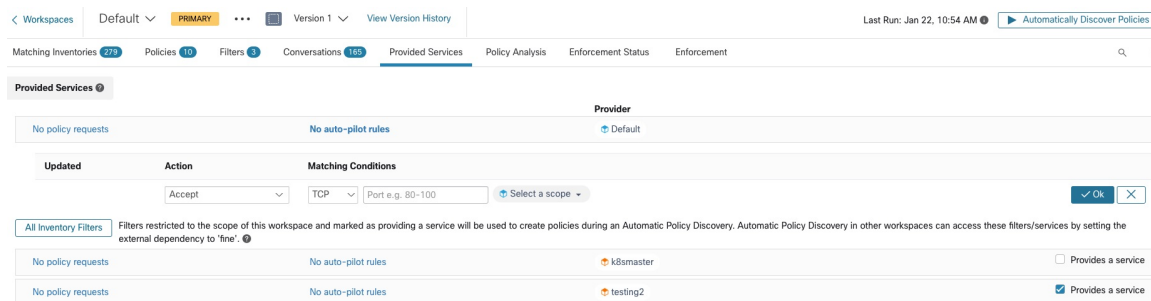 Workspaces Default PRIMARY ... Version 1 View Version History Last Run: Jan 22, 10:54 AM Automatically Discover Policies
Matching Inventories 279 Policies 10 Filters 3 Conversations 165 Provided Services Policy Analysis Enforcement Status Enforcement
Provided Services
Provider
No policy requests No auto-pilot rules Default
Updated Action Matching Conditions
Accept TCP Port e.g. 80-100 Select a scope Ok
All Inventory Filters Filters restricted to the scope of this workspace and marked as providing a service will be used to create policies during an Automatic Policy Discovery. Automatic Policy Discovery in other workspaces can access these filters/services by setting the
external dependency to 'fine'.
No policy requests No auto-pilot rules k8smaster Provides a service
No policy requests No auto-pilot rules testing2 Provides a service